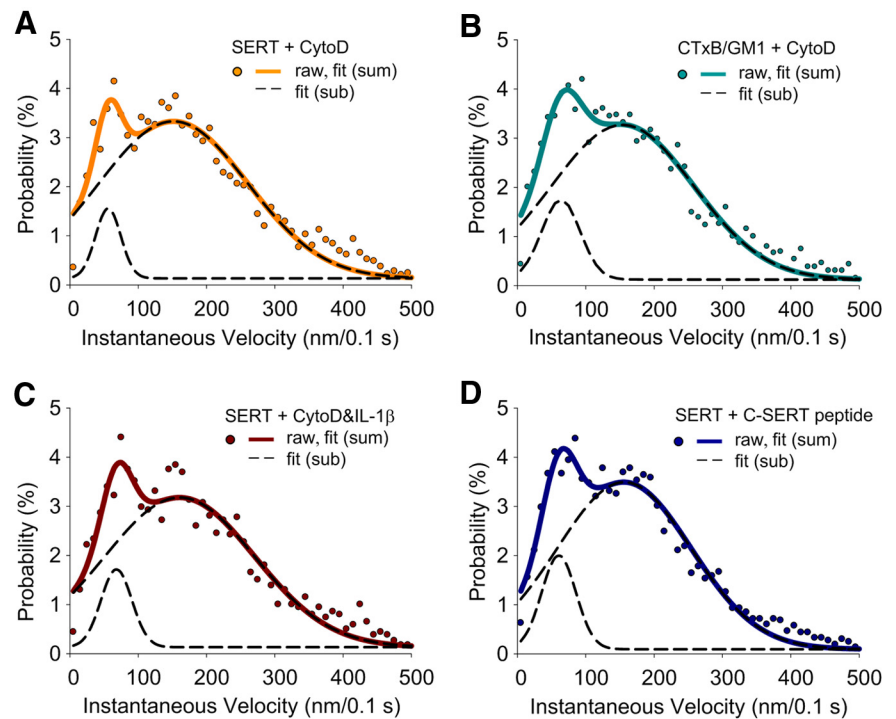 A
SERT + CytoD
raw, fit (sum)
fit (sub)
Probability (%)
5
4
3
2
1
0
0 100 200 300 400 500
Instantaneous Velocity (nm/0.1 s)
B
CTxB/GM1 + CytoD
raw, fit (sum)
fit (sub)
Probability (%)
5
4
3
2
1
0
0 100 200 300 400 500
Instantaneous Velocity (nm/0.1 s)
C
SERT + CytoD&IL-1β
raw, fit (sum)
fit (sub)
Probability (%)
5
4
3
2
1
0
0 100 200 300 400 500
Instantaneous Velocity (nm/0.1 s)
D
SERT + C-SERT peptide
raw, fit (sum)
fit (sub)
Probability (%)
5
4
3
2
1
0
0 100 200 300 400 500
Instantaneous Velocity (nm/0.1 s)